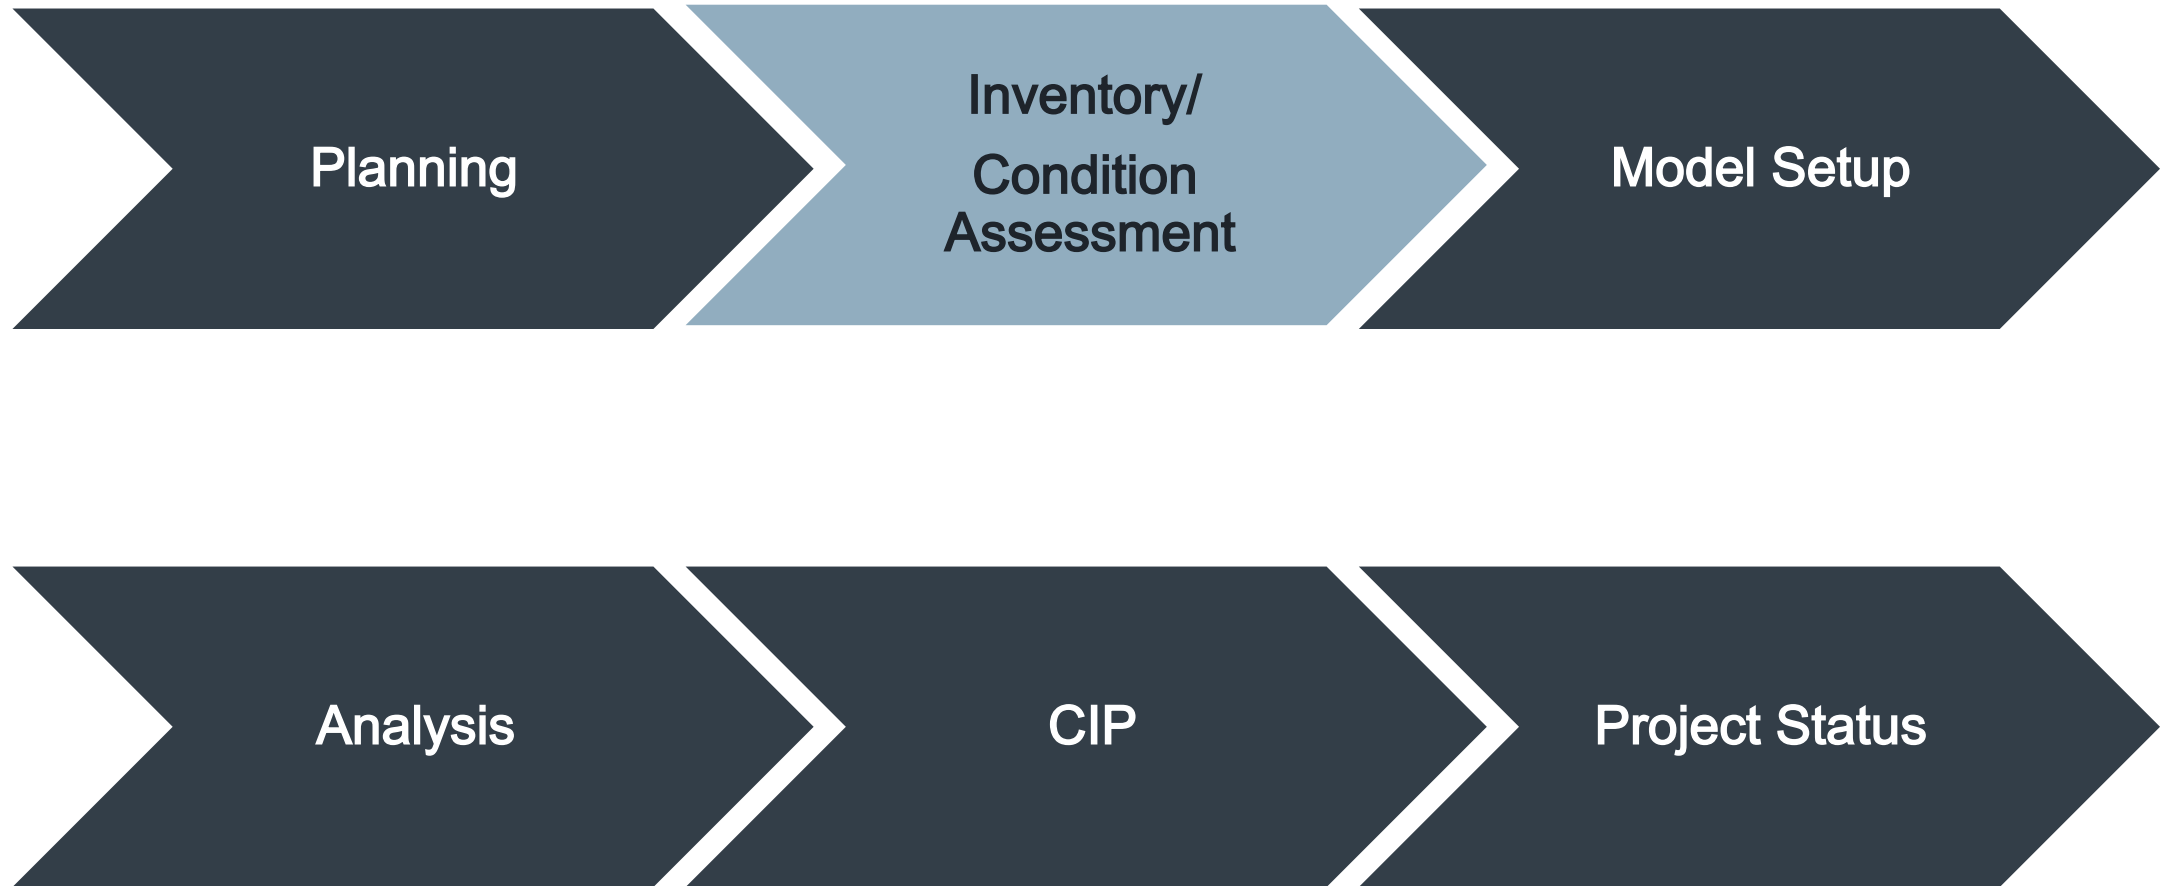 Planning
Inventory/
Condition
Assessment
Model Setup
Analysis
CIP
Project Status